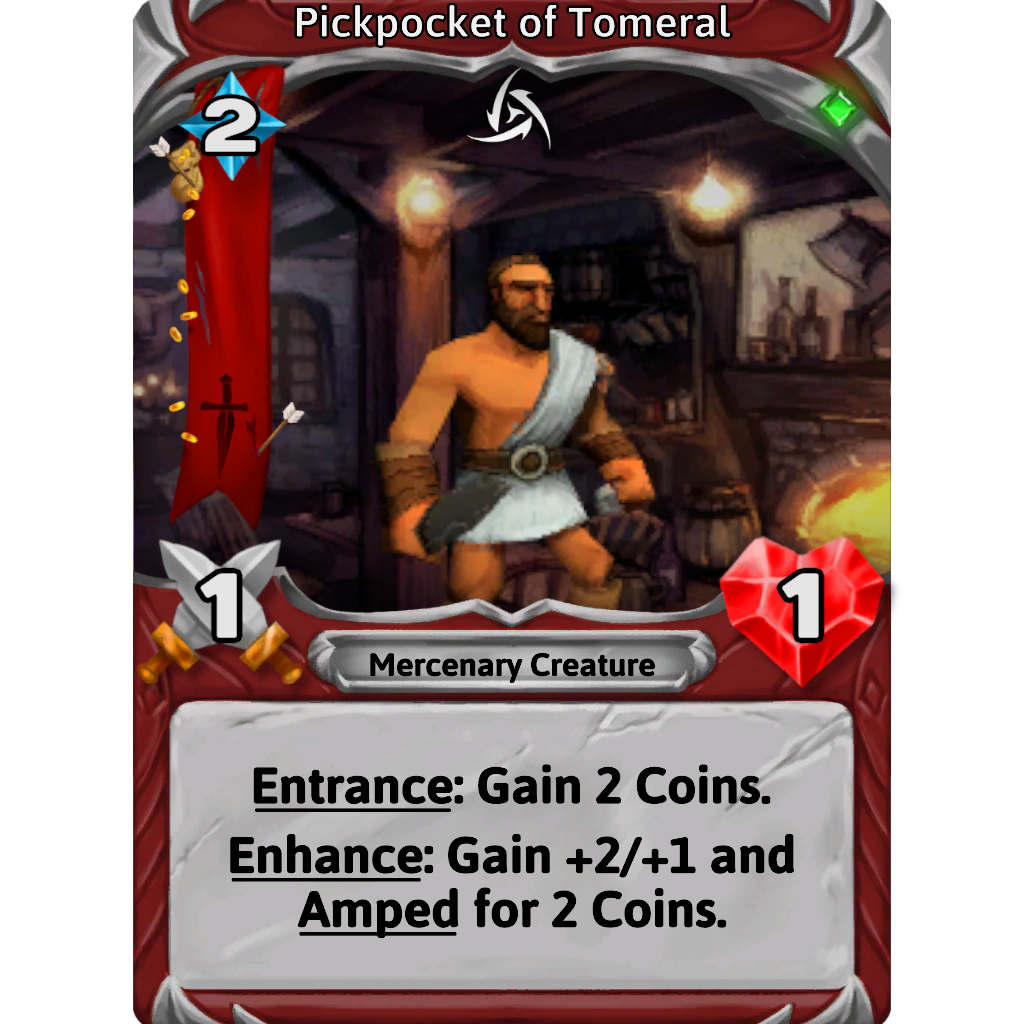 Pickpocket of Tomeral
2
1
1
Mercenary Creature
Entrance: Gain 2 Coins.
Enhance: Gain +2/+1 and
Amped for 2 Coins.